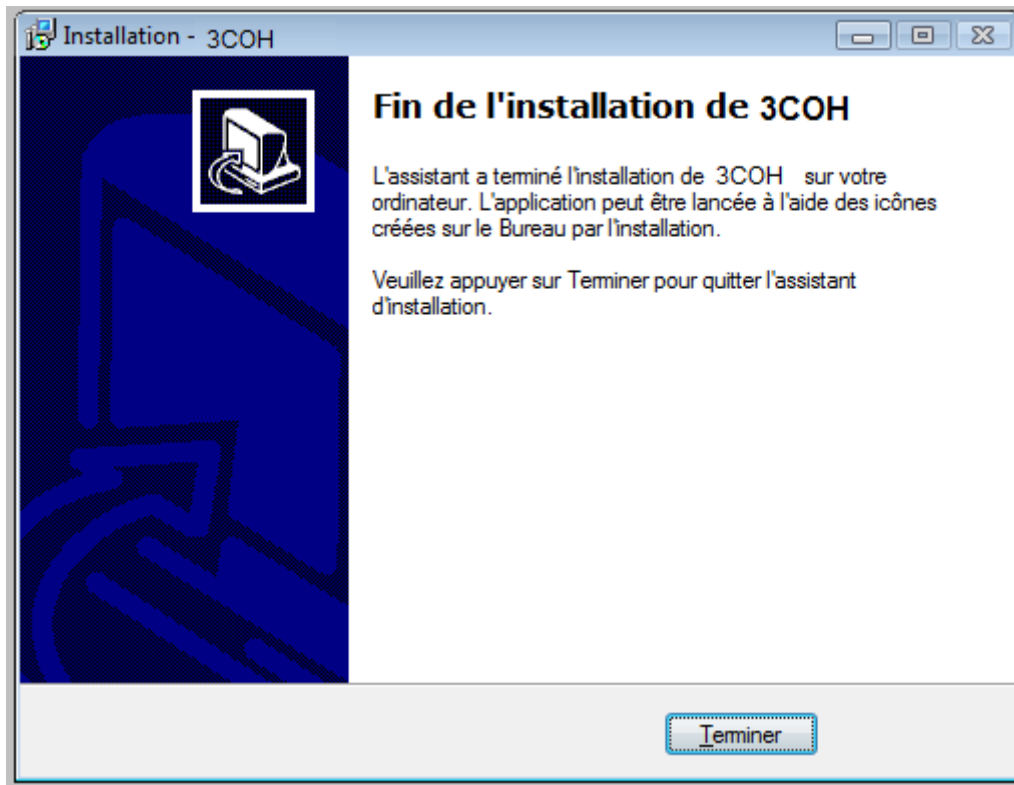 Installation - 3COH
Fin de l'installation de 3COH
L'assistant a terminé l'installation de 3COH sur votre
ordinateur. L'application peut être lancée à l'aide des icônes
créées sur le Bureau par l'installation.
Veuillez appuyer sur Terminer pour quitter l'assistant
d'installation.
Terminer